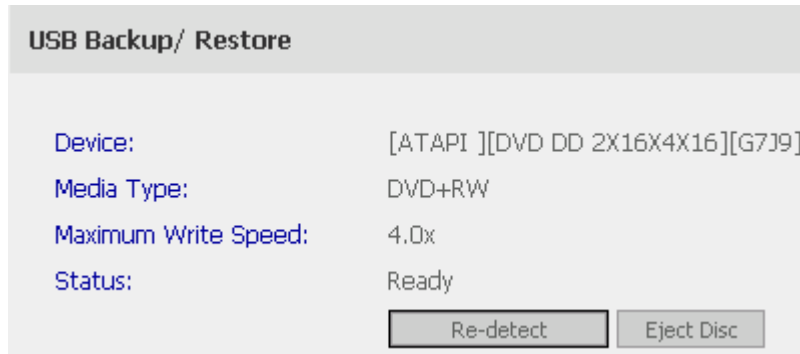 USB Backup/ Restore
Device: [ATAPI ][DVD DD 2X16X4X16][G7J9]
Media Type: DVD+RW
Maximum Write Speed: 4.0x
Status: Ready
Re-detect Eject Disc